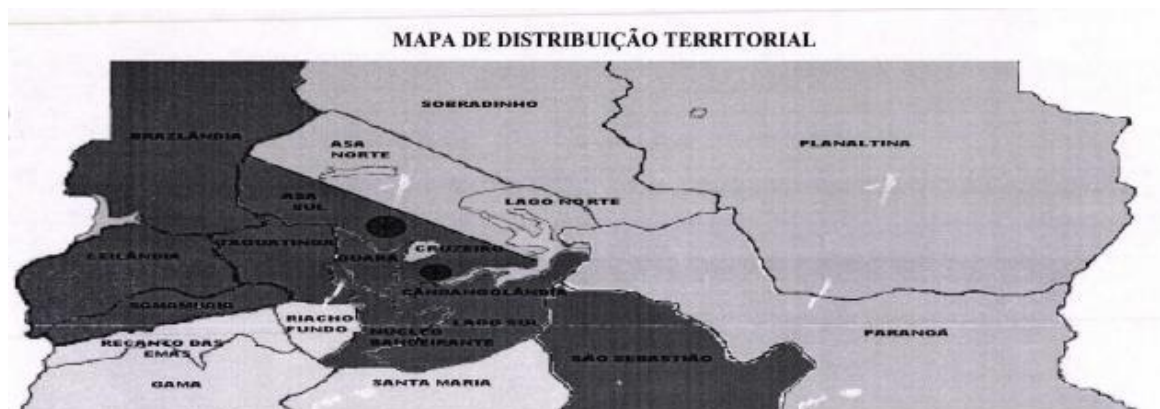 MAPA DE DISTRIBUIÇÃO TERRITORIAL
SOBRADINHO
BRAZLÂNDIA
PLANALTINA
ASA
NORTE
ASA
SUL
LAGO NORTE
TAGUATINGA
CRUZEIRO
GUARÁ
CEILÂNDIA
CANDANGOLÂNDIA
SAMAMBAIA
RIACHO
FUNDO
LAGO SUL
NÚCLEO
BANDEIRANTE
PARANOÁ
RECANTO DAS
EMAS
SÃO SEBASTIÃO
GAMA
SANTA MARIA